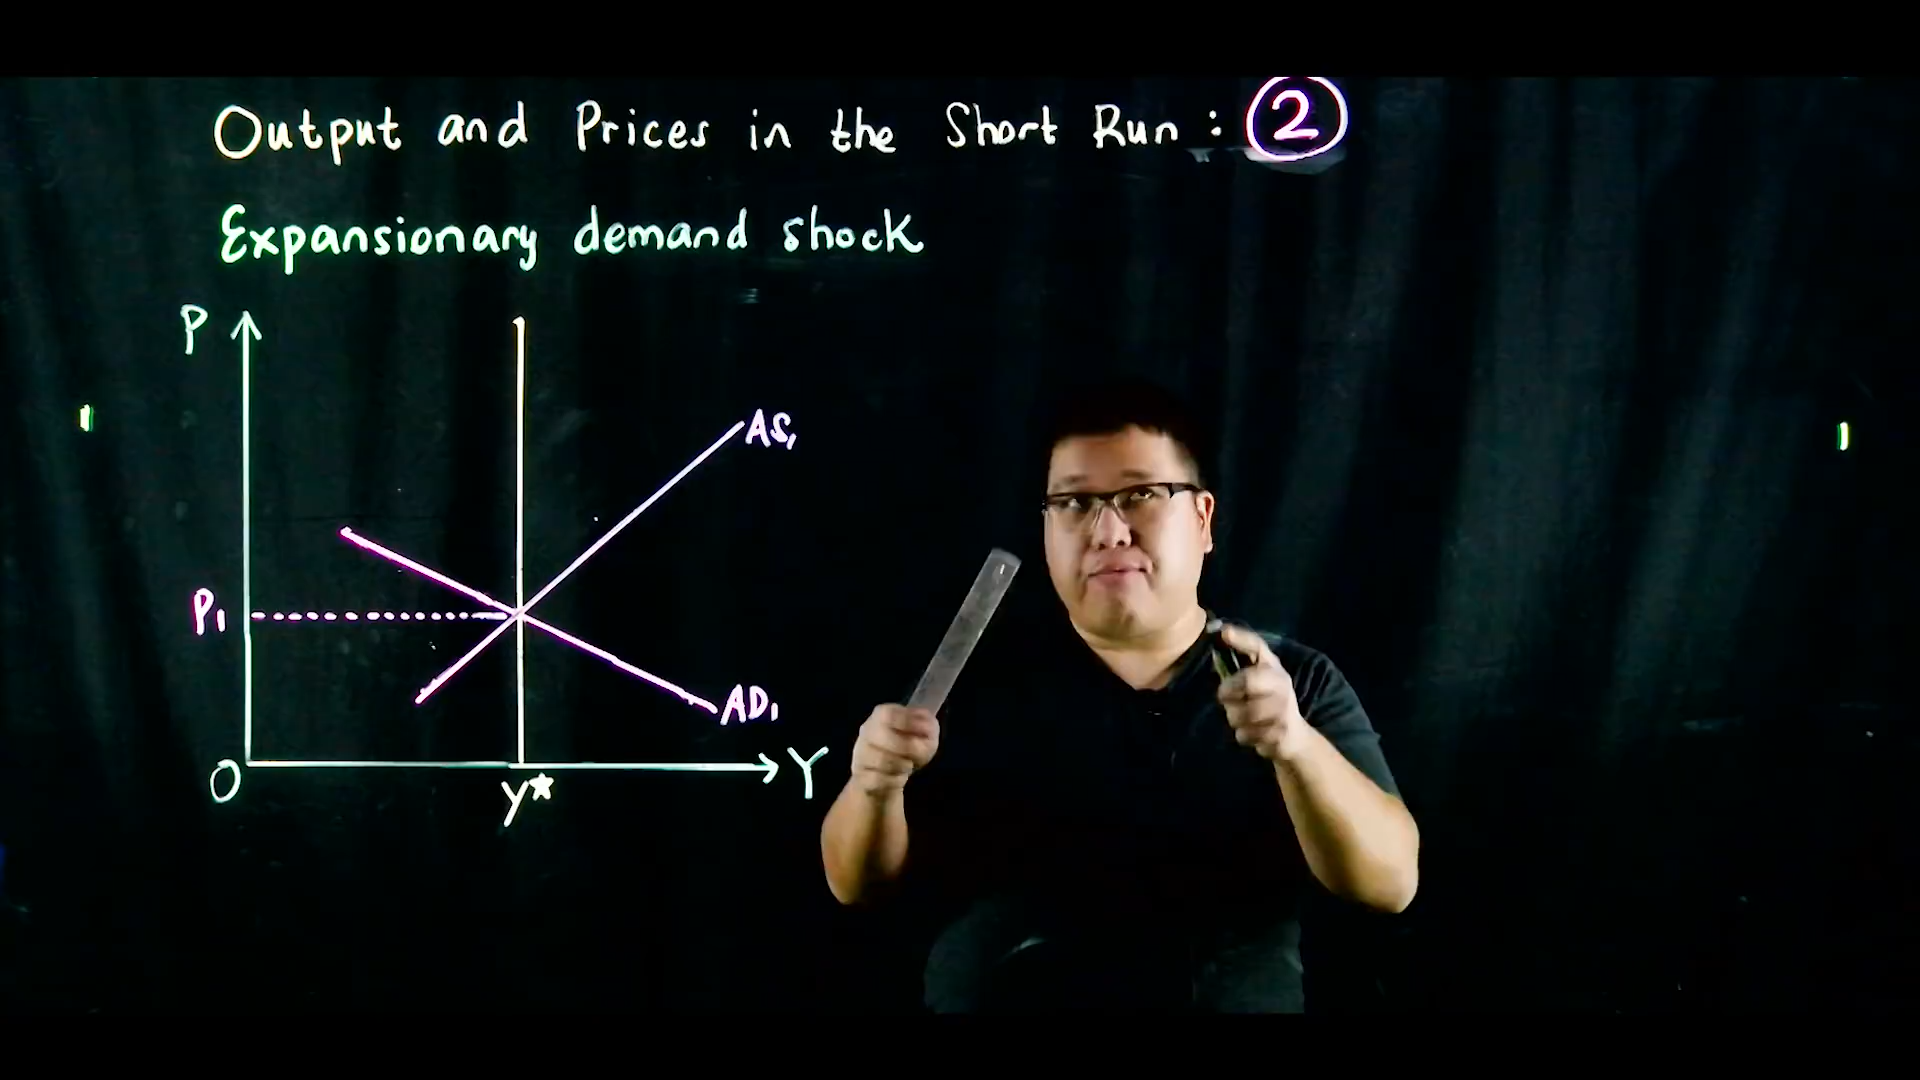 Output and Prices in the Short Run: ②
Expansionary demand shock
P
AS₁
P₁
AD₁
O
Y*
Y